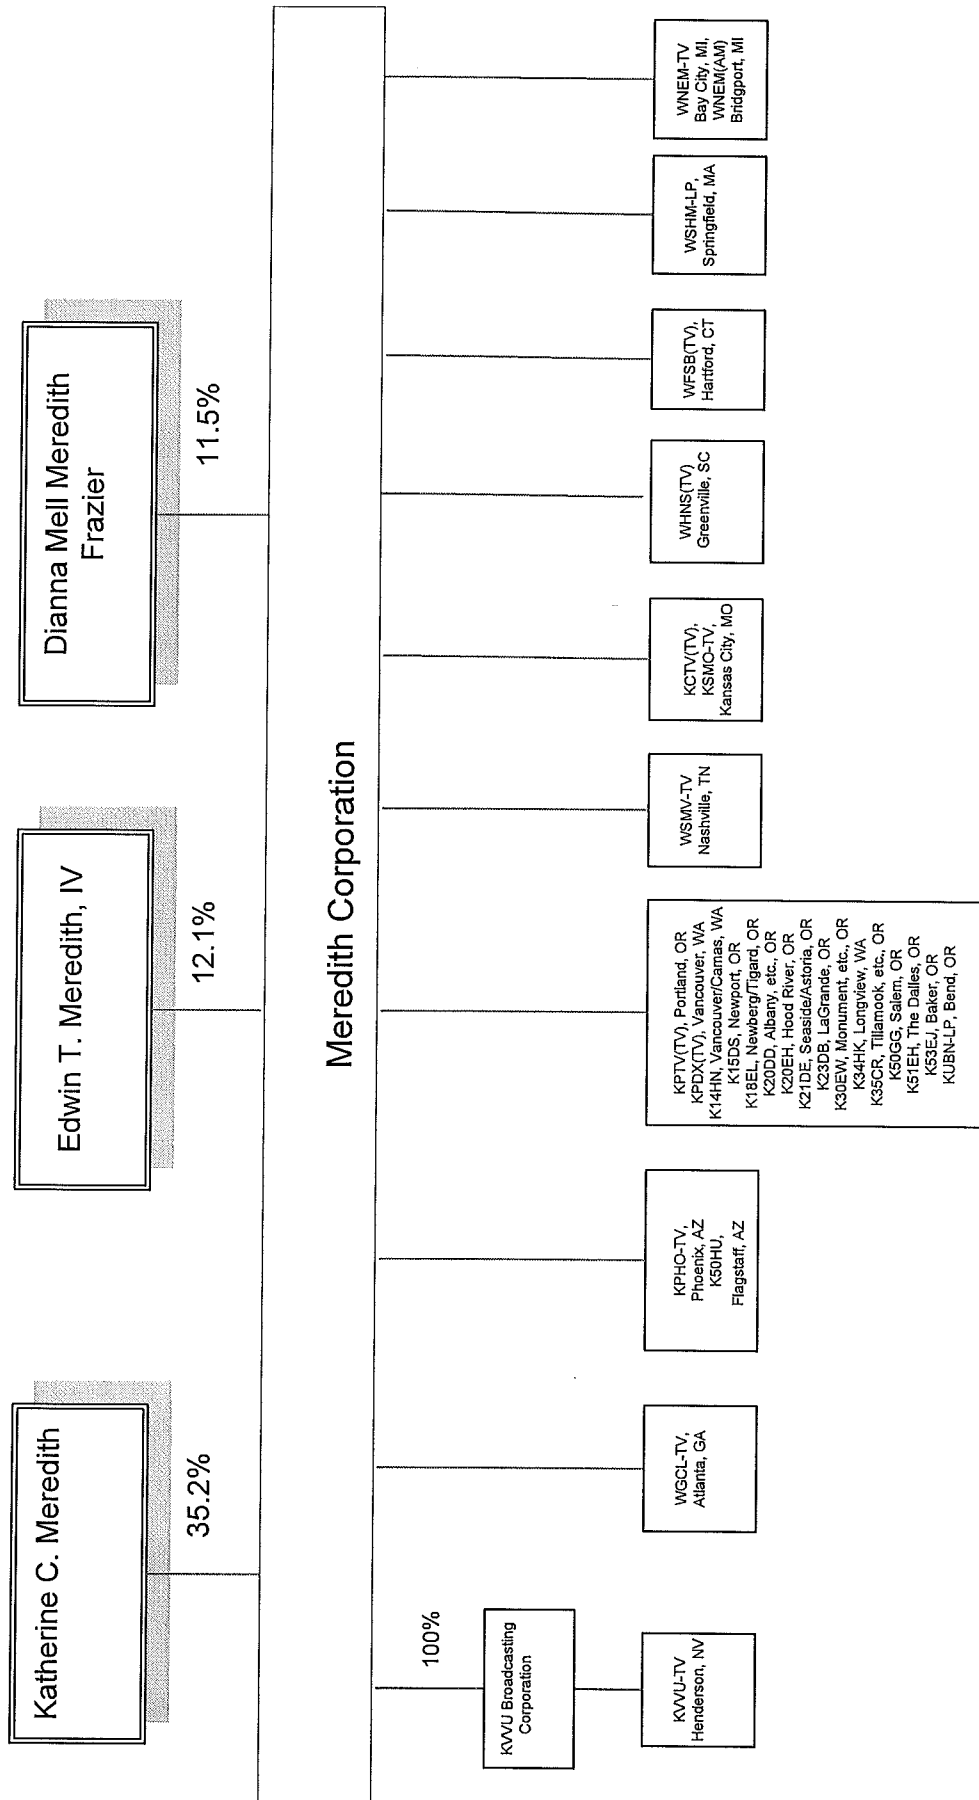 Katherine C. Meredith
Edwin T. Meredith, IV
Dianna Mell Meredith
Frazier
35.2%
12.1%
11.5%
Meredith Corporation
100%
KVVU Broadcasting
Corporation
KVVU-TV
Henderson, NV
WGCL-TV,
Atlanta, GA
KPHO-TV,
Phoenix, AZ
K50HU,
Flagstaff, AZ
KPTV(TV), Portland, OR
KPDX(TV), Vancouver, WA
K14HN, Vancouver/Camas, WA
K15DS, Newport, OR
K18EL, Newberg/Tigard, OR
K20DD, Albany, etc., OR
K20EH, Hood River, OR
K21DE, Seaside/Astoria, OR
K23DB, LaGrande, OR
K30EW, Monument, etc., OR
K34HK, Longview, WA
K35CR, Tillamook, etc., OR
K50GG, Salem, OR
K51EH, The Dalles, OR
K53EJ, Baker, OR
KUBN-LP, Bend, OR
WSMV-TV
Nashville, TN
KCTV(TV),
KSMO-TV,
Kansas City, MO
WHNS(TV)
Greenville, SC
WFSB(TV),
Hartford, CT
WSHM-LP,
Springfield, MA
WNEM-TV
Bay City, MI,
WNEM(AM)
Bridgport, MI